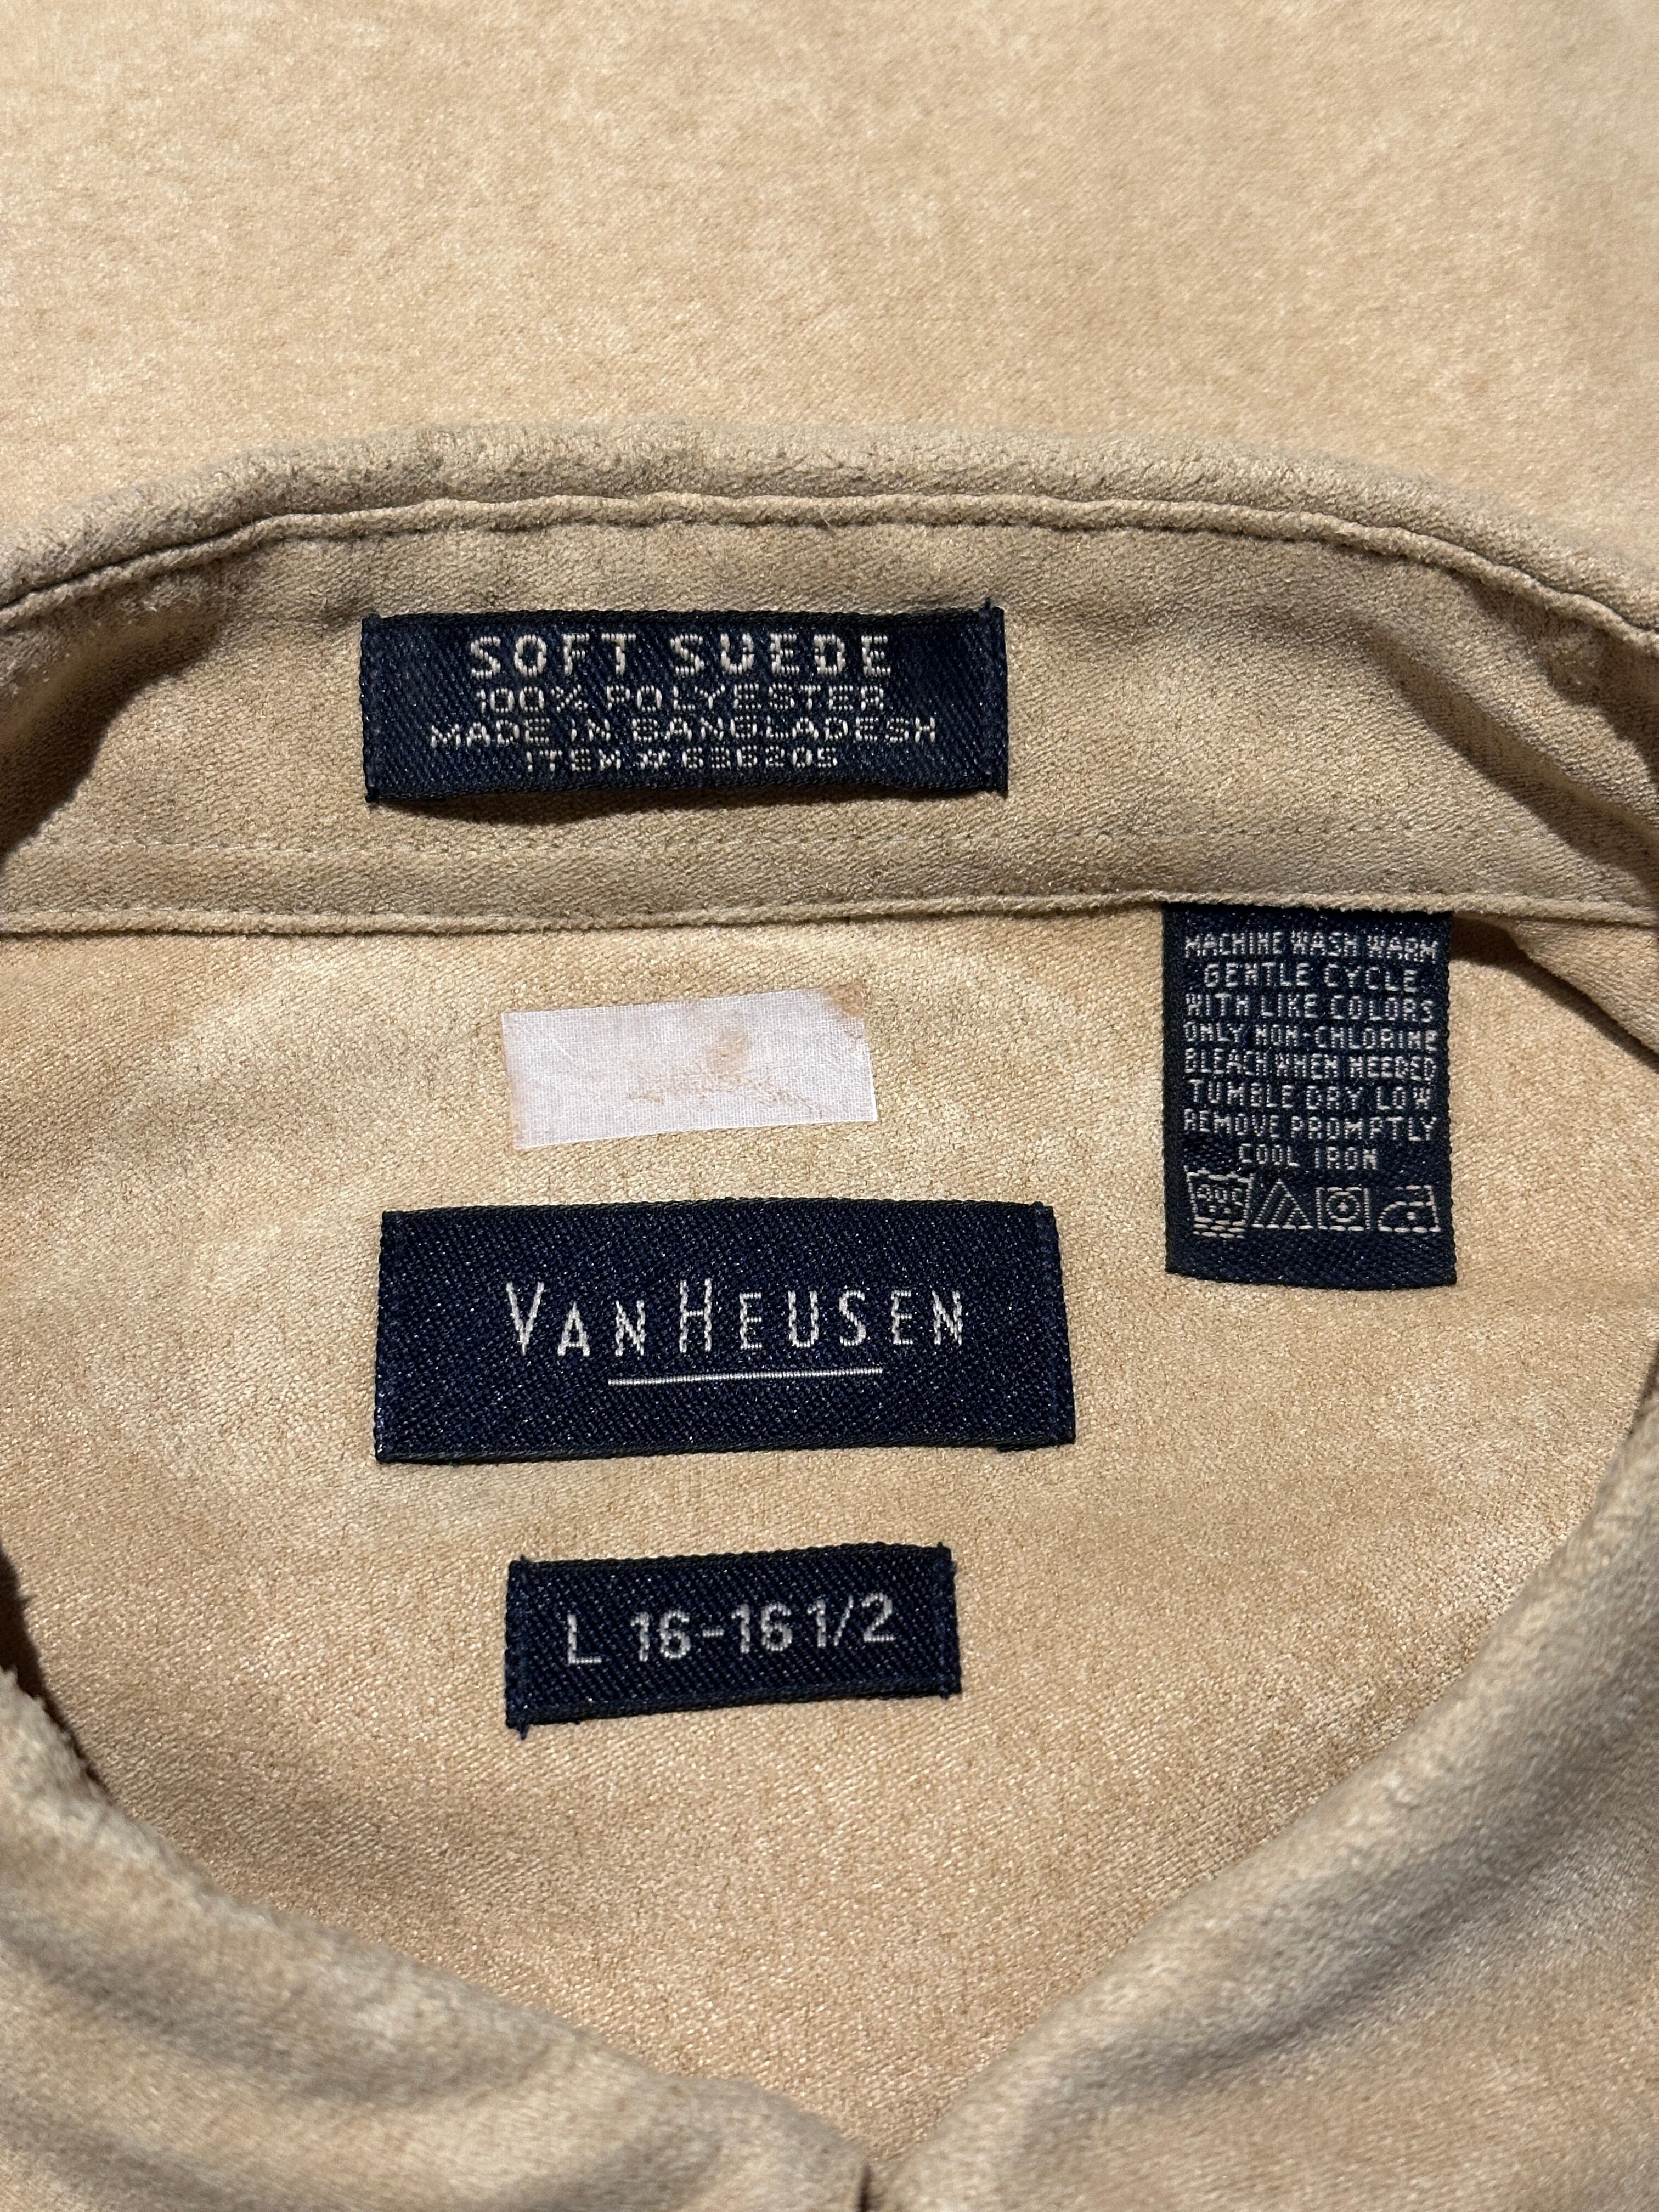 SOFT SUEDE
100% POLYESTER
MADE IN BANGLADESH
ITEM #636205
MACHINE WASH WARM
GENTLE CYCLE
WITH LIKE COLORS
ONLY NON-CHLORINE
BLEACH WHEN NEEDED
TUMBLE DRY LOW
REMOVE PROMPTLY
COOL IRON
VAN HEUSEN
L 16-16 1/2